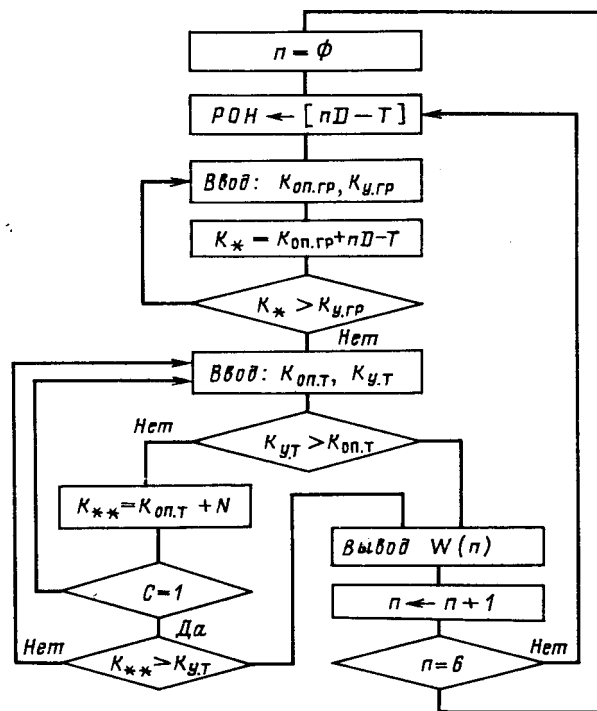 n = Ф
РОН ← [nD – T]
Ввод: Kоп.гр, Kу.гр
K* = Kоп.гр + nD – T
K* > Kу.гр
Нет
Ввод: Kоп.т, Kу.т
Нет
Kу.т > Kоп.т
K** = Kоп.т + N
Вывод W(n)
C = 1
n ← n + 1
Да
Нет
K** > Kу.т
n = 6
Нет